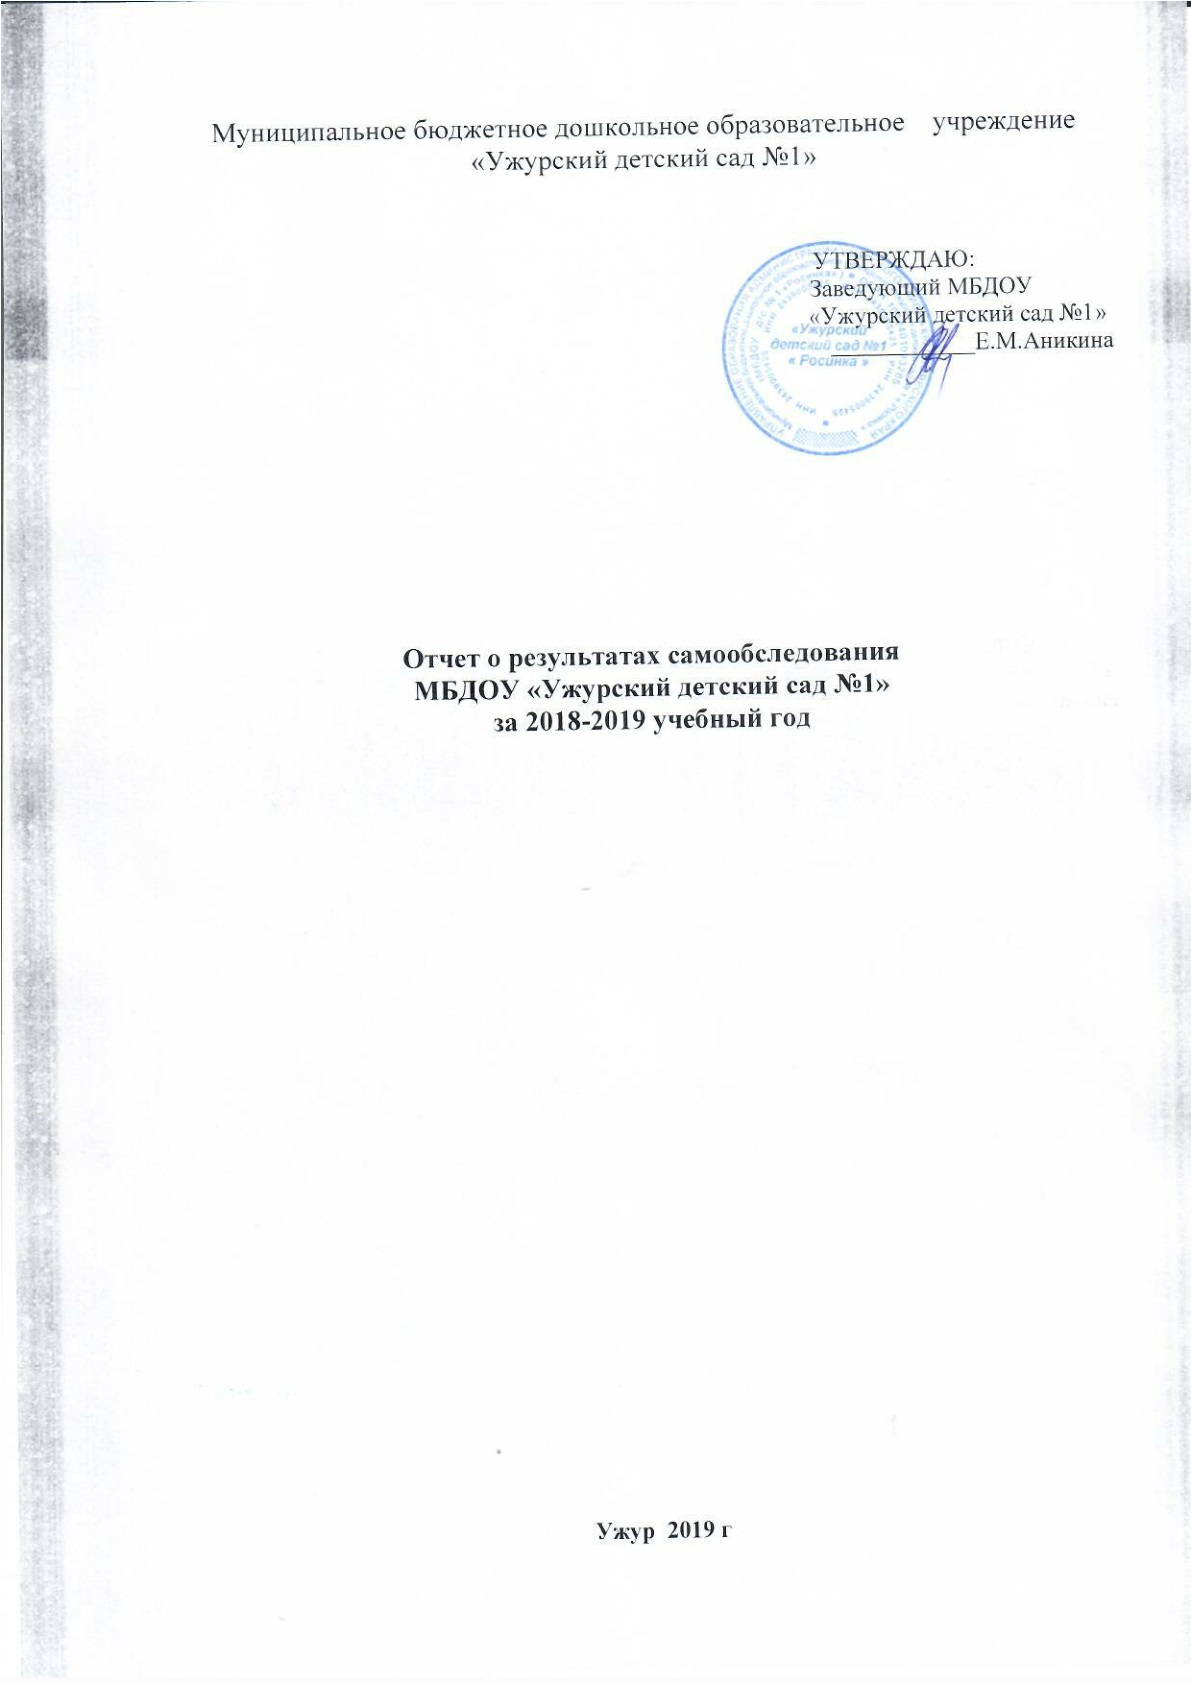 Муниципальное бюджетное дошкольное образовательное учреждение
«Ужурский детский сад №1»
УТВЕРЖДАЮ:
Заведующий МБДОУ
«Ужурский детский сад №1»
Е.М.Аникина
«Ужурский
детский сад №1
« Росинка »
Отчет о результатах самообследования
МБДОУ «Ужурский детский сад №1»
за 2018-2019 учебный год
Ужур 2019 г